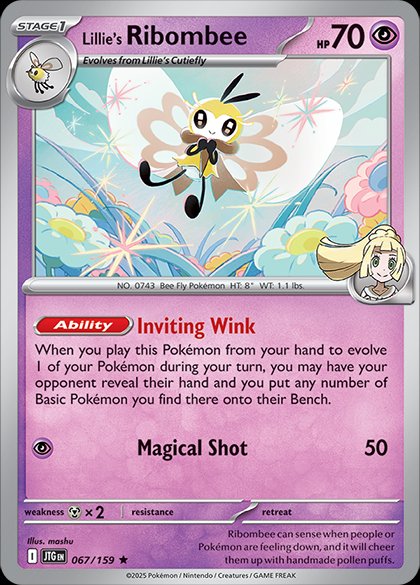 STAGE1
Lillie's Ribombee
HP70
Evolves from Lillie's Cutiefly
NO. 0743 Bee Fly Pokémon HT: 8" WT: 1.1 lbs.
Ability Inviting Wink
When you play this Pokémon from your hand to evolve
1 of your Pokémon during your turn, you may have your
opponent reveal their hand and you put any number of
Basic Pokémon you find there onto their Bench.
Magical Shot 50
weakness ×2 resistance retreat
Illus. mashu
I JTG EN 067/159 ★
Ribombee can sense when people or
Pokémon are feeling down, and it will cheer
them up with handmade pollen puffs.
©2025 Pokémon / Nintendo / Creatures / GAME FREAK